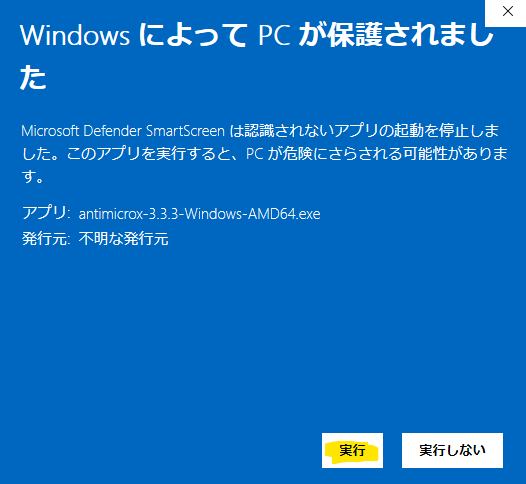 Windows によって PC が保護されまし
た
Microsoft Defender SmartScreen は認識されないアプリの起動を停止しま
した。このアプリを実行すると、PC が危険にさらされる可能性がありま
す。
アプリ: antimicrox-3.3.3-Windows-AMD64.exe
発行元: 不明な発行元
実行 実行しない